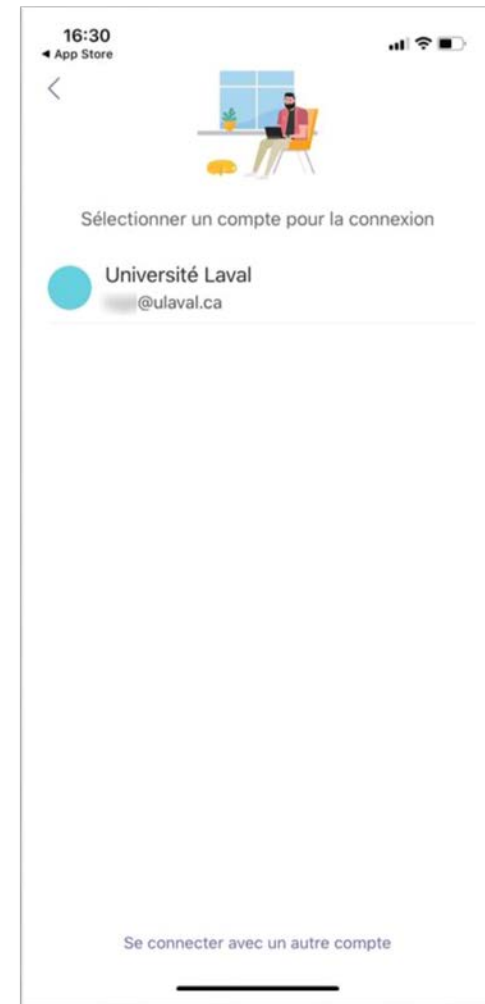 16:30
◀ App Store
Sélectionner un compte pour la connexion
Université Laval
@ulaval.ca
Se connecter avec un autre compte